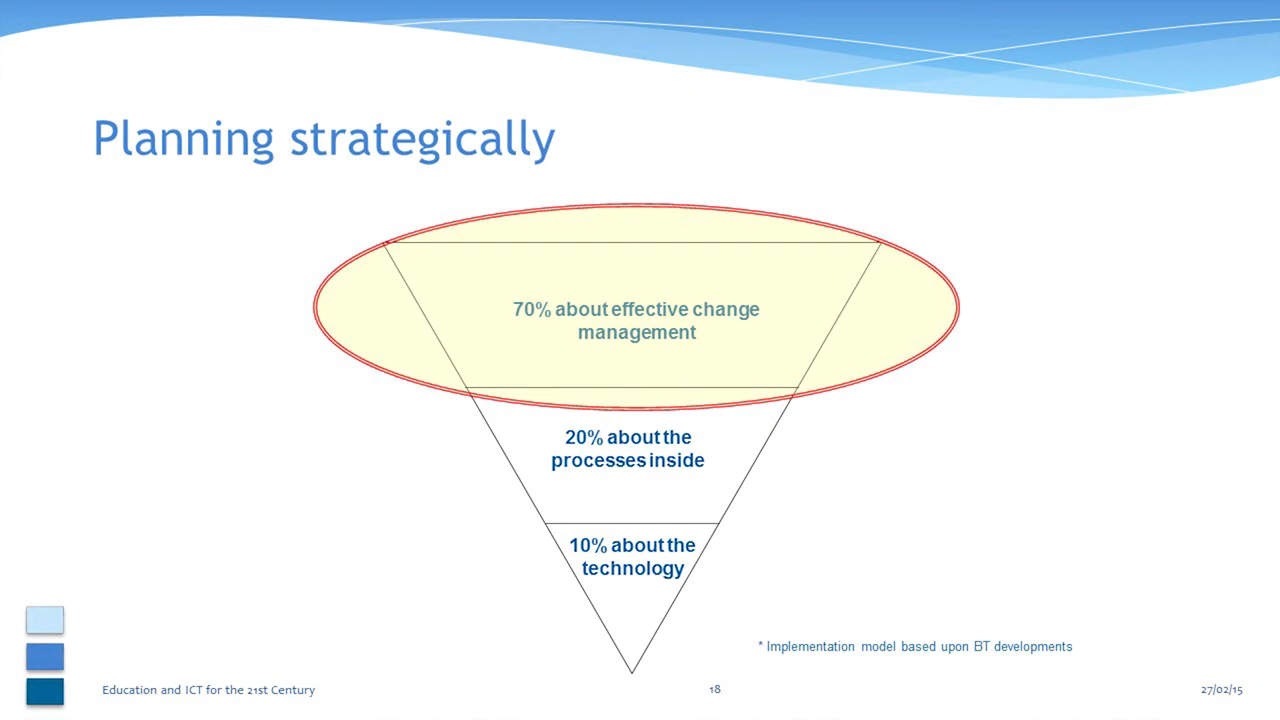 Planning strategically
70% about effective change
management
20% about the
processes inside
10% about the
technology
* Implementation model based upon BT developments
Education and ICT for the 21st Century
18
27/02/15